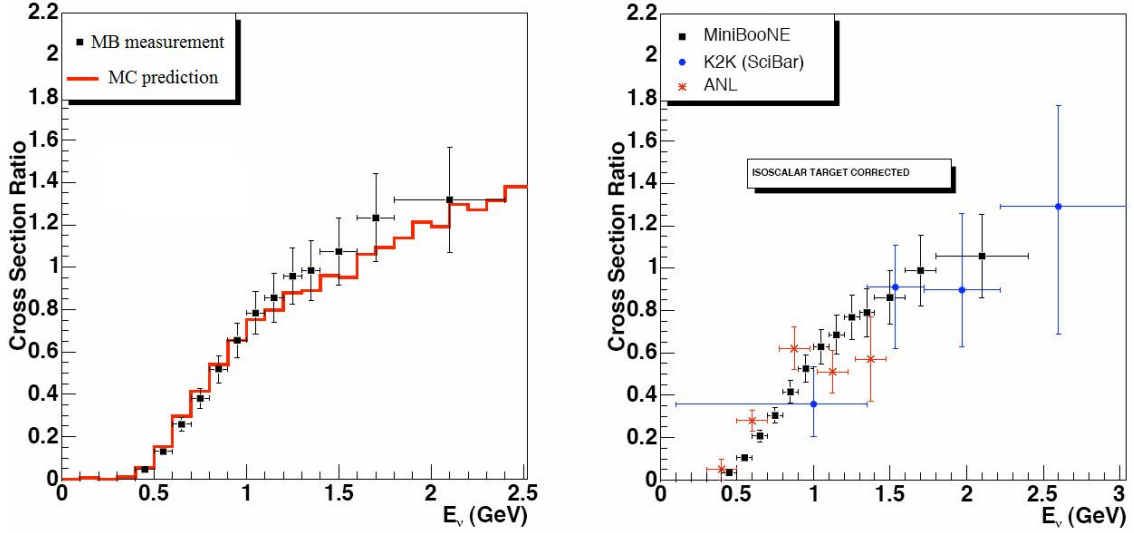 2.2
2
1.8
1.6
1.4
1.2
1
0.8
0.6
0.4
0.2
0
Cross Section Ratio
MB measurement
MC prediction
0 0.5 1 1.5 2 2.5
Eν (GeV)
2.2
2
1.8
1.6
1.4
1.2
1
0.8
0.6
0.4
0.2
0
Cross Section Ratio
MiniBooNE
K2K (SciBar)
ANL
ISOSCALAR TARGET CORRECTED
0 0.5 1 1.5 2 2.5 3
Eν (GeV)